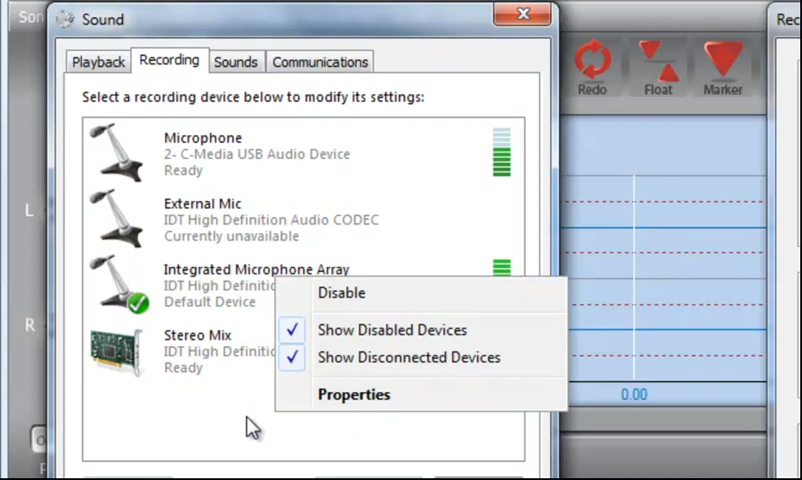 Sound
Rec
Playback
Recording
Sounds
Communications
Redo
Float
Marker
Select a recording device below to modify its settings:
Microphone
2- C-Media USB Audio Device
Ready
L
External Mic
IDT High Definition Audio CODEC
Currently unavailable
Integrated Microphone Array
IDT High
Default Device
Disable
R
Stereo Mix
IDT High Definitio
Ready
Show Disabled Devices
Show Disconnected Devices
Properties
0.00